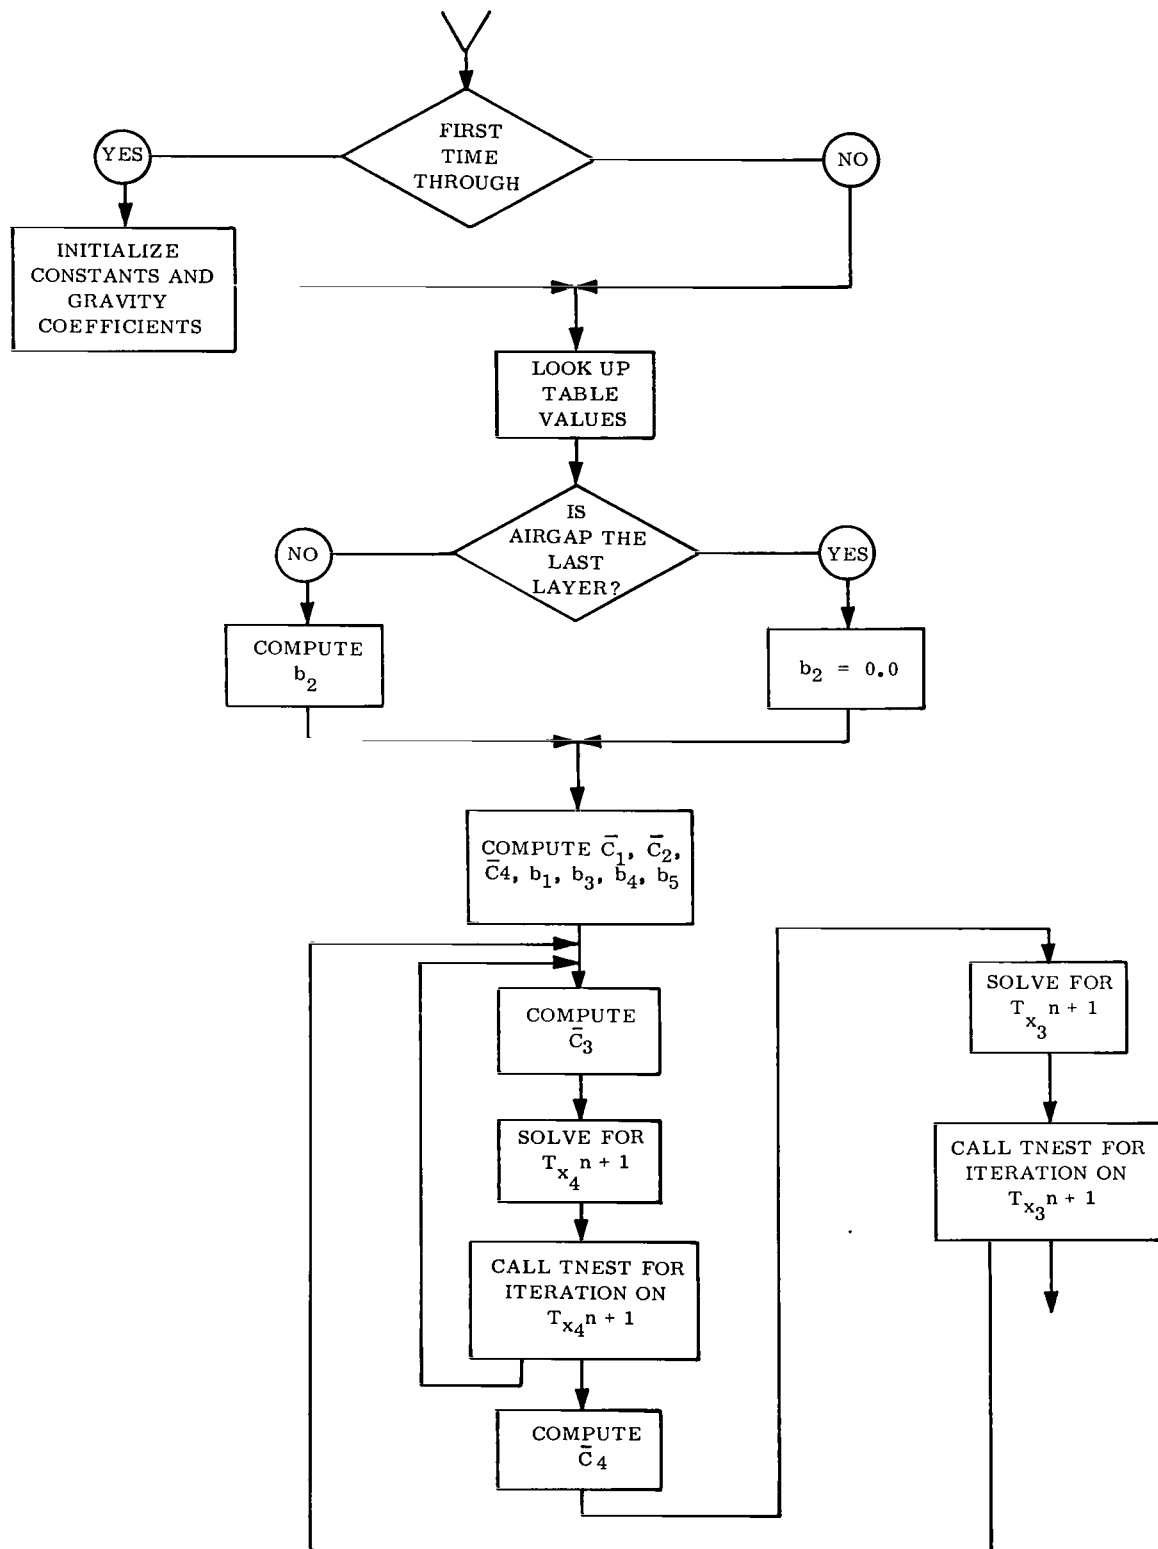 FIRST
TIME
THROUGH
YES
NO
INITIALIZE
CONSTANTS AND
GRAVITY
COEFFICIENTS
LOOK UP
TABLE
VALUES
IS
AIRGAP THE
LAST
LAYER?
NO
YES
COMPUTE
b₂
b₂ = 0.0
COMPUTE C̄₁, C̄₂,
C̄4, b₁, b₃, b₄, b₅
COMPUTE
C̄₃
SOLVE FOR
Tₓ₄ n + 1
CALL TNEST FOR
ITERATION ON
Tₓ₄ n + 1
COMPUTE
C̄₄
SOLVE FOR
Tₓ₃ n + 1
CALL TNEST FOR
ITERATION ON
Tₓ₃ n + 1